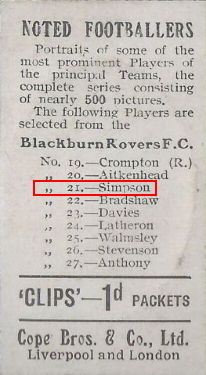 NOTED FOOTBALLERS
Portraits of some of the
most prominent Players of
the principal Teams, the
complete series consisting
of nearly 500 pictures.
The following Players are
selected from the
Blackburn Rovers F.C.
No. 19.—Crompton (R.)
„ 20.—Aitkenhead
„ 21.—Simpson
„ 22.—Bradshaw
„ 23.—Davies
„ 24.—Latheron
„ 25.—Walmsley
„ 26.—Stevenson
„ 27.—Anthony
'CLIPS'—1d PACKETS
Cope Bros. & Co., Ltd.
Liverpool and London